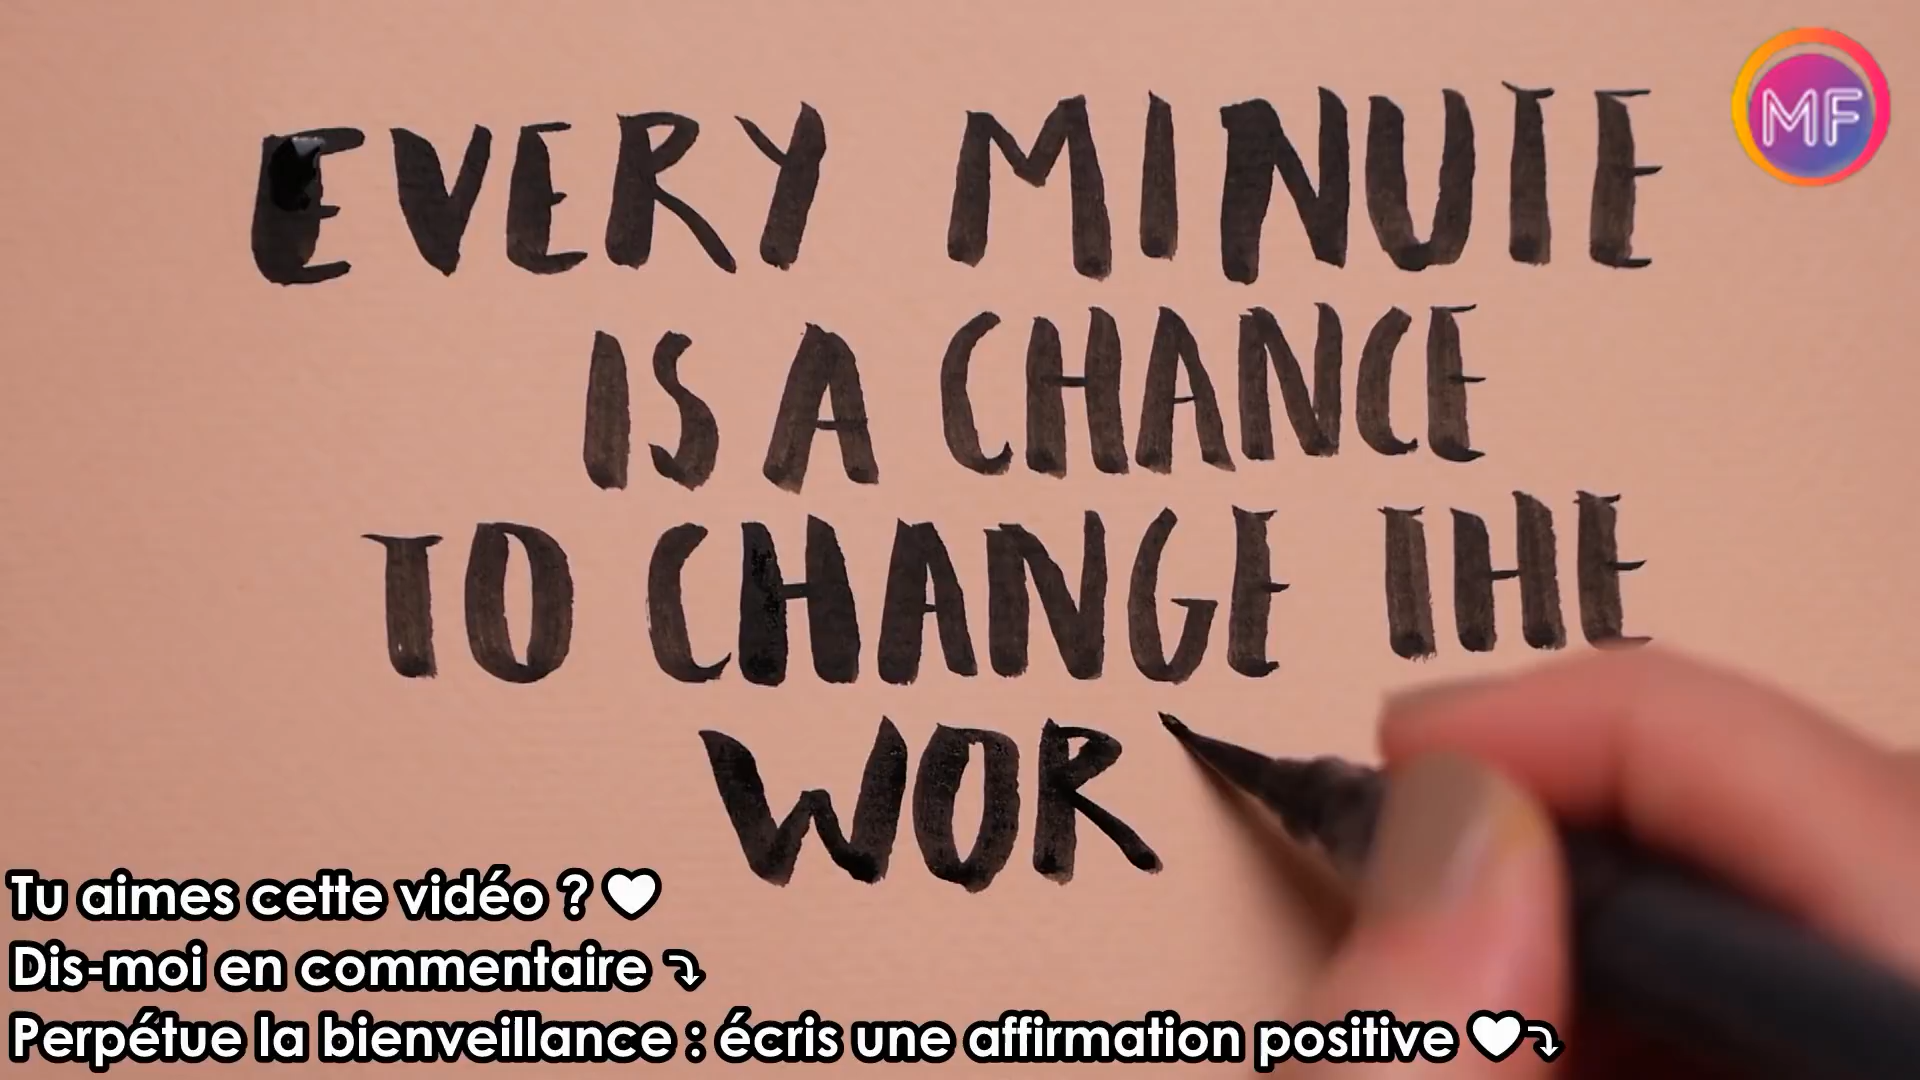 EVERY MINUTE
IS A CHANCE
TO CHANGE THE
WOR
MF
Tu aimes cette vidéo ? 🤍
Dis-moi en commentaire ⤵
Perpétue la bienveillance : écris une affirmation positive 🤍⤵